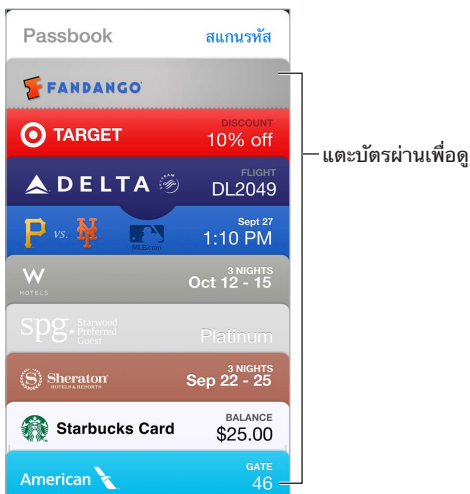 Passbook สแกนรหัส
FANDANGO
TARGET DISCOUNT
10% off
DELTA FLIGHT
DL2049
P vs. NY Sept 27
MLB.com 1:10 PM
W 3 NIGHTS
HOTELS Oct 12 - 15
spg Starwood
Preferred
Guest Platinum
Sheraton 3 NIGHTS
HOTELS & RESORTS Sep 22 - 25
Starbucks Card BALANCE
$25.00
American GATE
46
แตะบัตรผ่านเพื่อดู